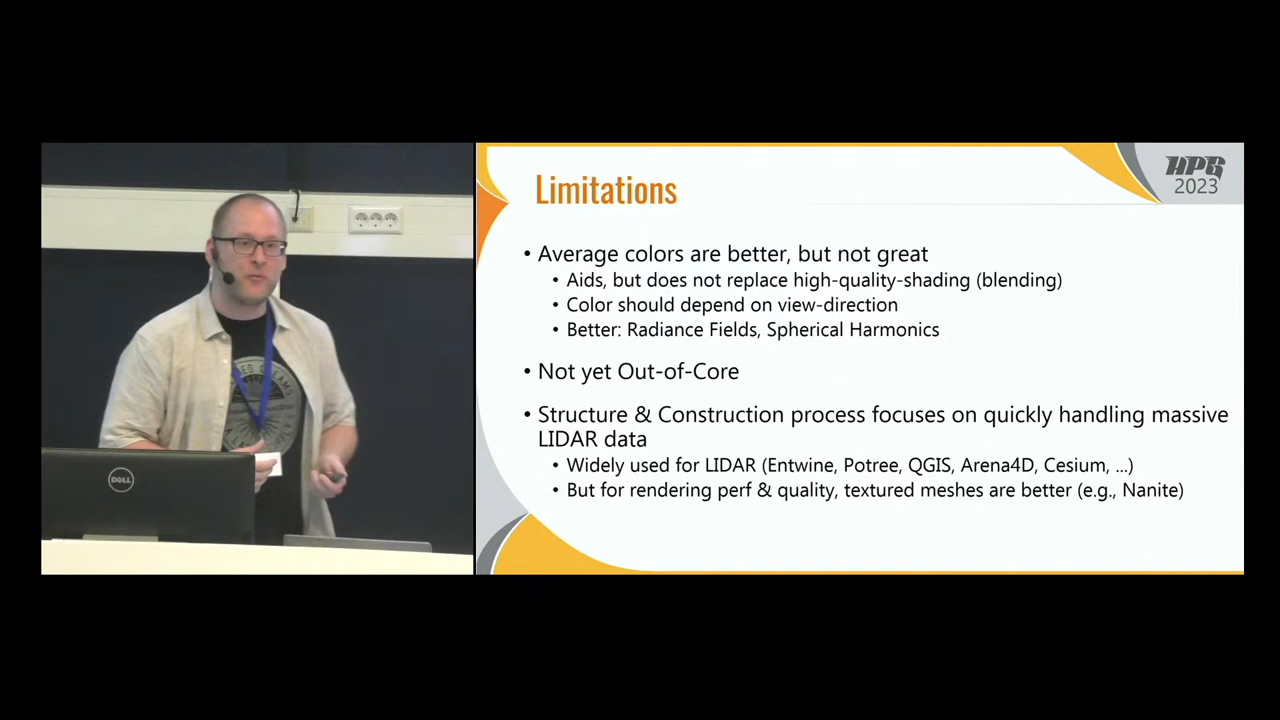 HPG
2023
Limitations
• Average colors are better, but not great
• Aids, but does not replace high-quality-shading (blending)
• Color should depend on view-direction
• Better: Radiance Fields, Spherical Harmonics
• Not yet Out-of-Core
• Structure & Construction process focuses on quickly handling massive
LIDAR data
• Widely used for LIDAR (Entwine, Potree, QGIS, Arena4D, Cesium, ...)
• But for rendering perf & quality, textured meshes are better (e.g., Nanite)
DELL